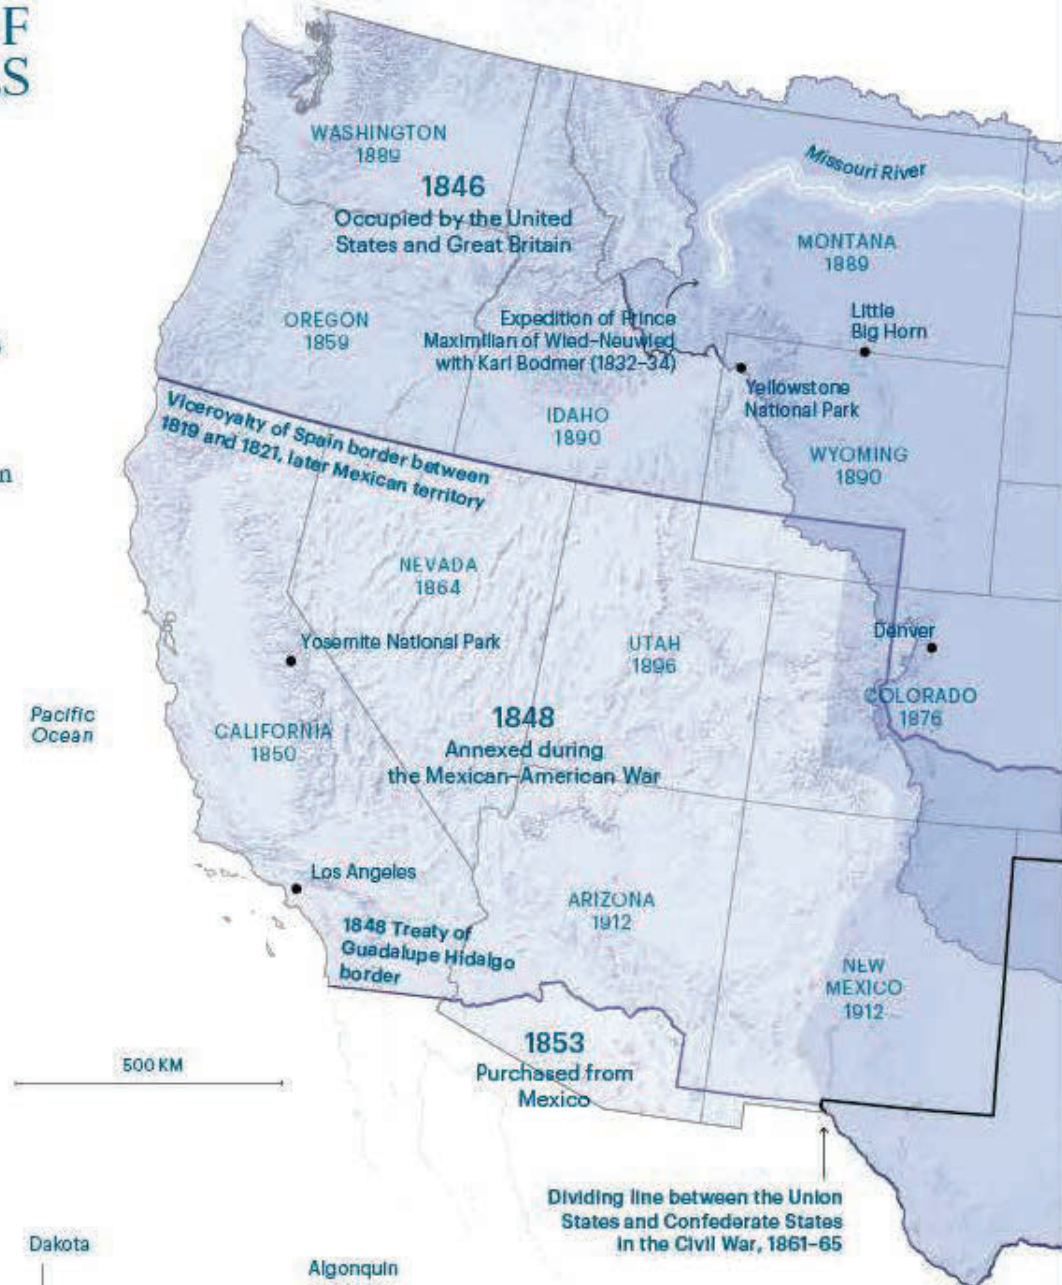 F
S
n
WASHINGTON
1889
1846
Occupied by the United
States and Great Britain
Missouri River
MONTANA
1889
OREGON
1859
Expedition of Prince
Maximilian of Wied–Neuwied
with Karl Bodmer (1832–34)
Little
Big Horn
Yellowstone
National Park
IDAHO
1890
WYOMING
1890
Viceroyalty of Spain border between
1819 and 1821, later Mexican territory
NEVADA
1864
Yosemite National Park
UTAH
1896
Denver
COLORADO
1876
Pacific
Ocean
CALIFORNIA
1850
1848
Annexed during
the Mexican–American War
Los Angeles
ARIZONA
1912
1848 Treaty of
Guadalupe Hidalgo
border
NEW
MEXICO
1912
1853
Purchased from
Mexico
500 KM
Dividing line between the Union
States and Confederate States
in the Civil War, 1861–65
Dakota
Algonquin